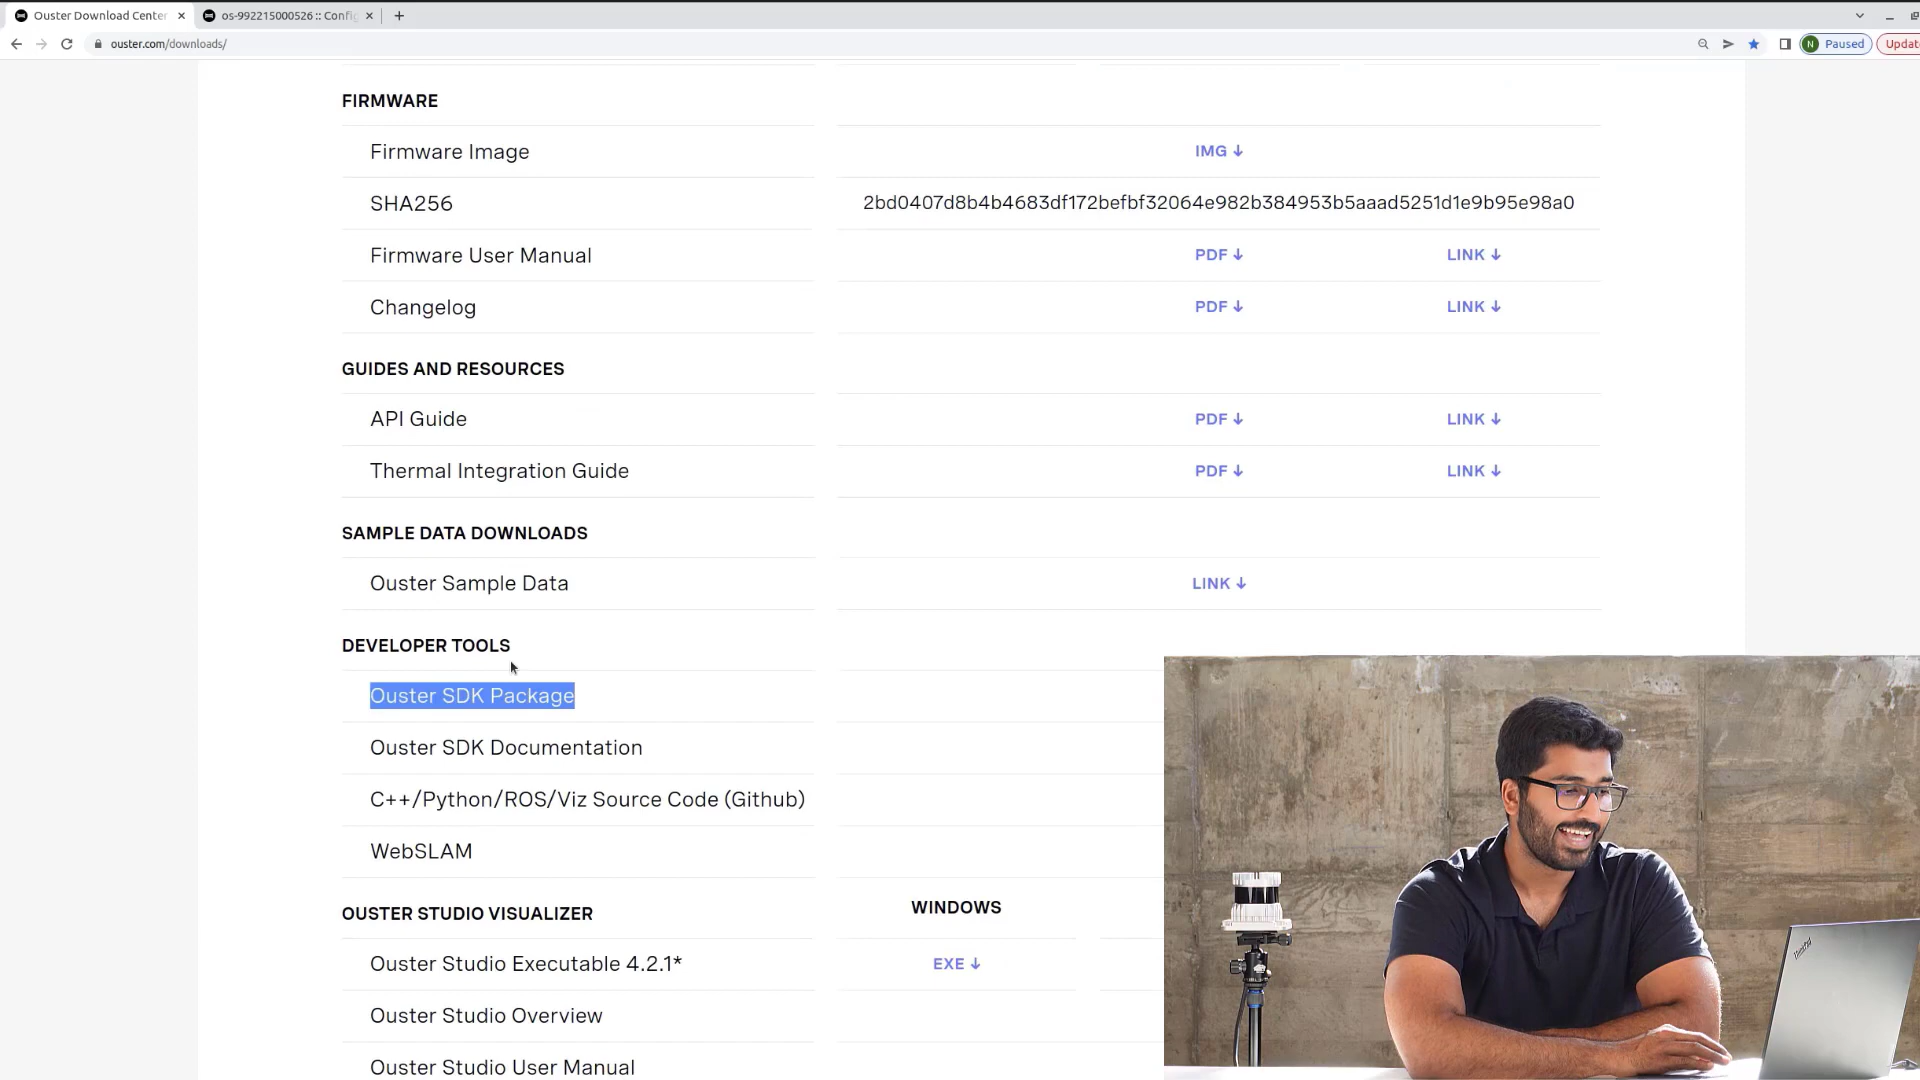 Ouster Download Center
os-992215000526 :: Config
ouster.com/downloads/
N Paused
Updat
FIRMWARE
Firmware Image IMG ↓
SHA256 2bd0407d8b4b4683df172befbf32064e982b384953b5aaad5251d1e9b95e98a0
Firmware User Manual PDF ↓ LINK ↓
Changelog PDF ↓ LINK ↓
GUIDES AND RESOURCES
API Guide PDF ↓ LINK ↓
Thermal Integration Guide PDF ↓ LINK ↓
SAMPLE DATA DOWNLOADS
Ouster Sample Data LINK ↓
DEVELOPER TOOLS
Ouster SDK Package
Ouster SDK Documentation
C++/Python/ROS/Viz Source Code (Github)
WebSLAM
OUSTER STUDIO VISUALIZER WINDOWS
Ouster Studio Executable 4.2.1* EXE ↓
Ouster Studio Overview
Ouster Studio User Manual
ThinkPad